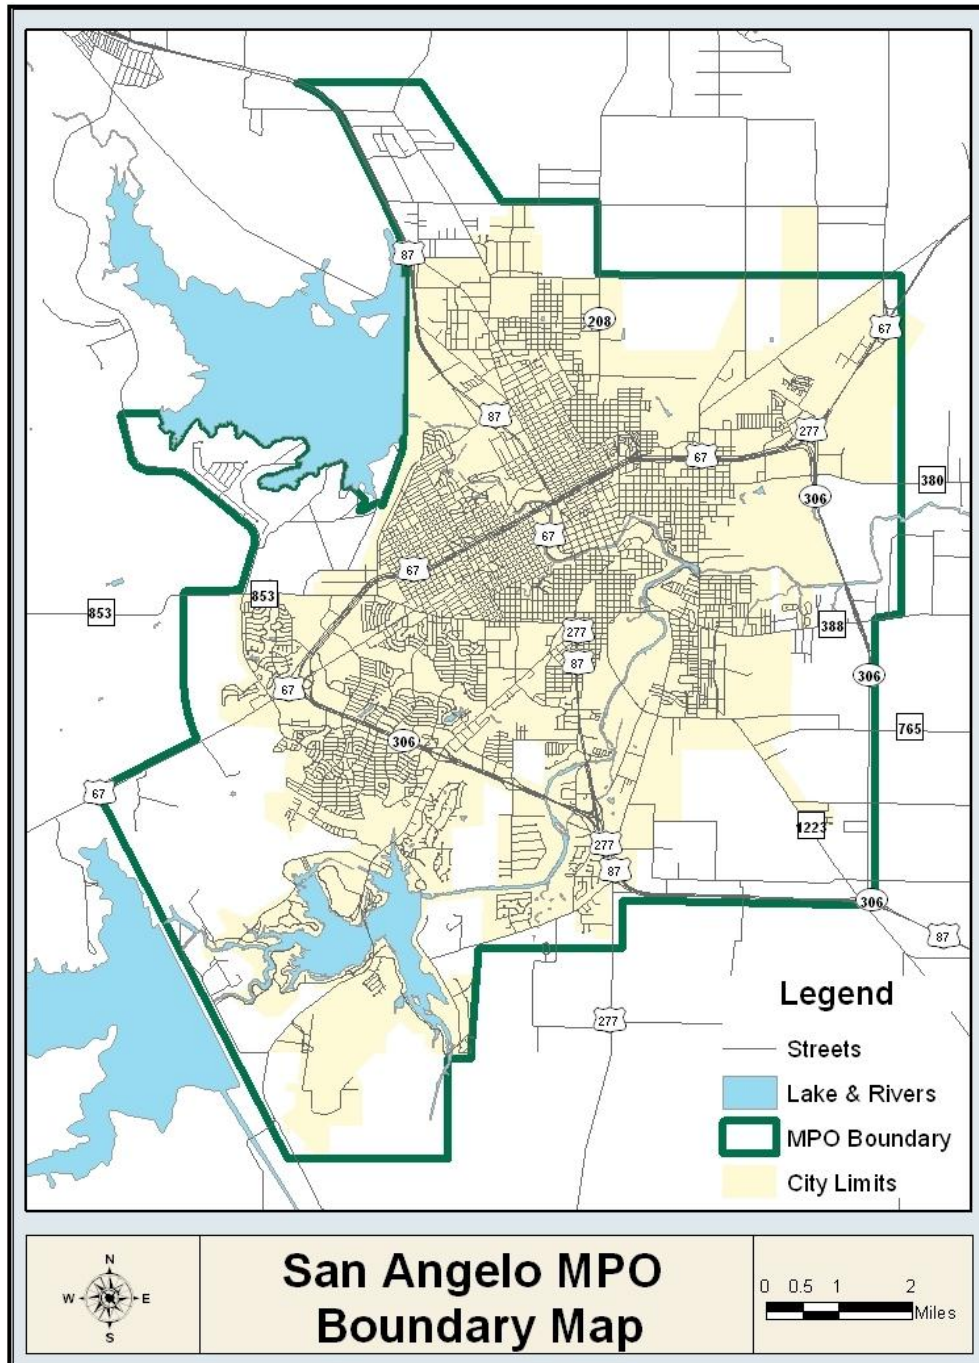 87
208
67
87
277
67
380
306
67
67
853
853
388
277
87
306
67
306
765
67
1223
277
87
306
87
277
Legend
Streets
Lake & Rivers
MPO Boundary
City Limits
San Angelo MPO
Boundary Map
N
W E
S
0 0.5 1 2
Miles